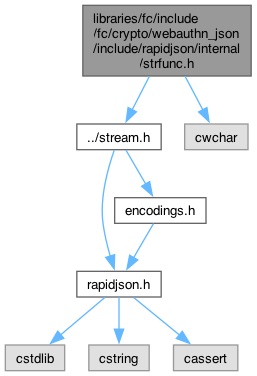 libraries/fc/include
/fc/crypto/webauthn_json
/include/rapidjson/internal
/strfunc.h
../stream.h
cwchar
encodings.h
rapidjson.h
cstdlib
cstring
cassert